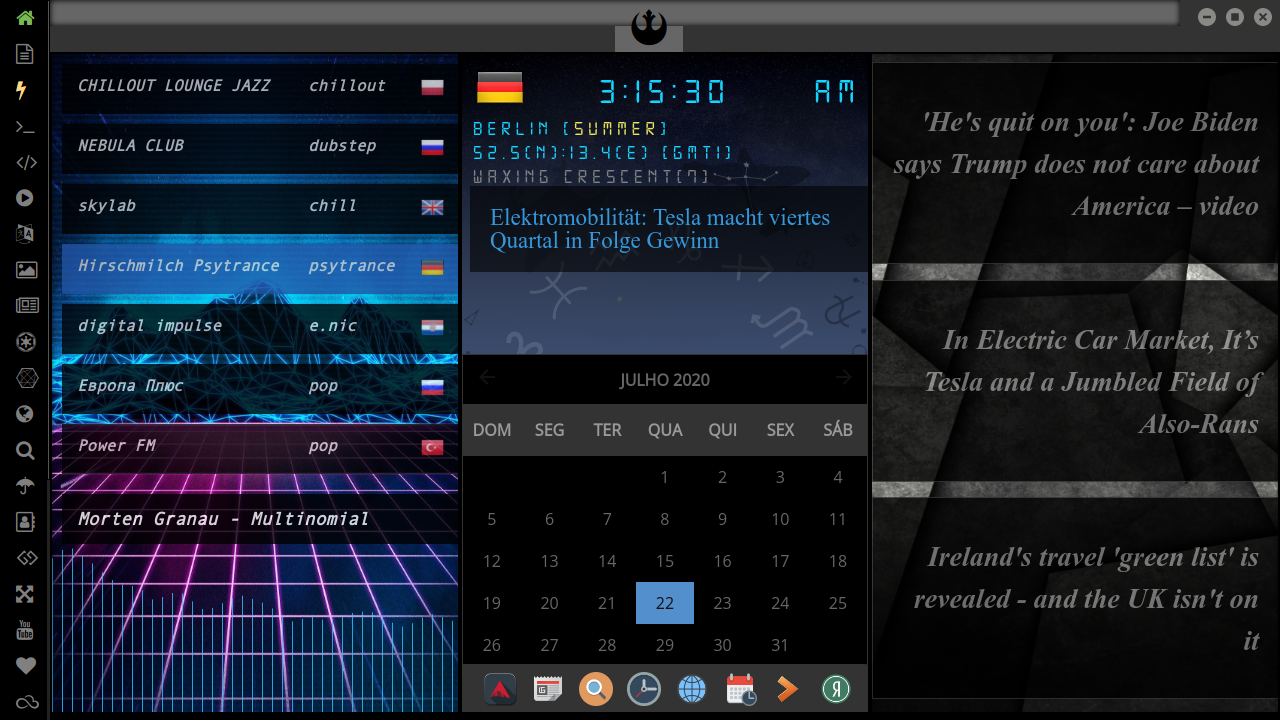 CHILLOUT LOUNGE JAZZ chillout
NEBULA CLUB dubstep
skylab chill
Hirschmilch Psytrance psytrance
digital impulse e.nic
Европа Плюс pop
Power FM pop
Morten Granau - Multinomial
3:15:30 AM
BERLIN (SUMMER)
52.5(N):13.4(E) (GMT1)
WAXING CRESCENT(7)
Elektromobilität: Tesla macht viertes
Quartal in Folge Gewinn
JULHO 2020
DOM SEG TER QUA QUI SEX SÁB
1 2 3 4
5 6 7 8 9 10 11
12 13 14 15 16 17 18
19 20 21 22 23 24 25
26 27 28 29 30 31
'He's quit on you': Joe Biden
says Trump does not care about
America – video
In Electric Car Market, It’s
Tesla and a Jumbled Field of
Also-Rans
Ireland's travel 'green list' is
revealed - and the UK isn't on
it
You
Tube
Я